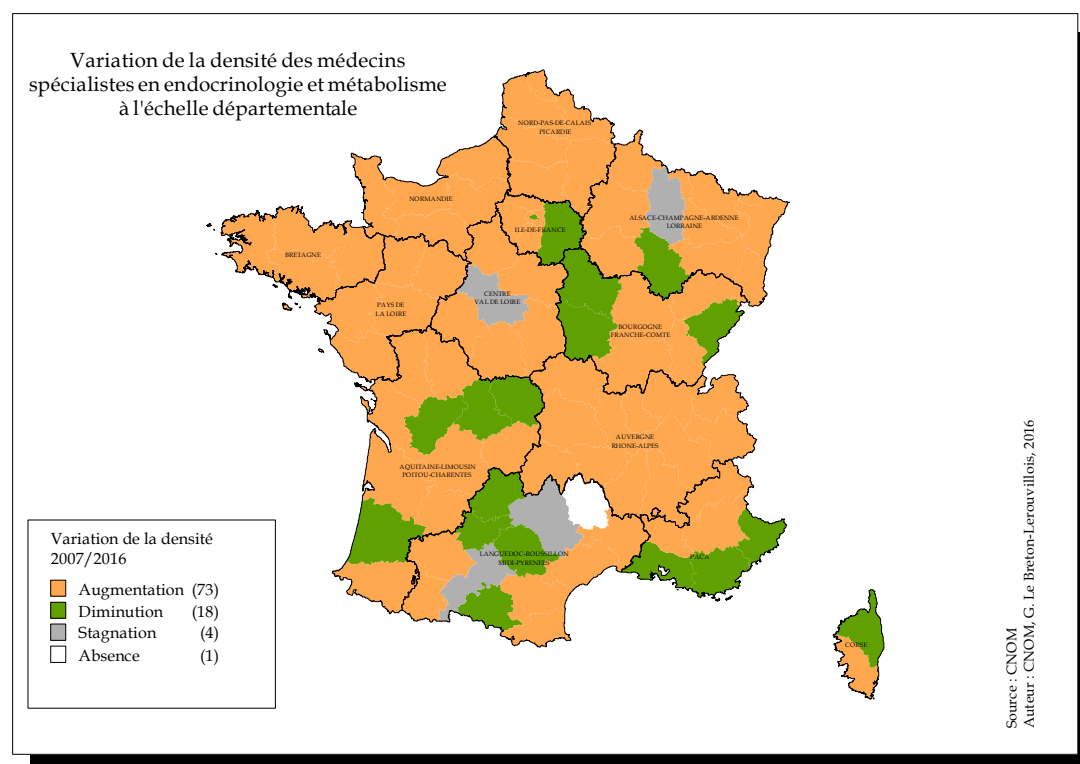 Variation de la densité des médecins
spécialistes en endocrinologie et métabolisme
à l'échelle départementale
NORD-PAS-DE-CALAIS
PICARDIE
NORMANDIE
ILE-DE-FRANCE
ALSACE-CHAMPAGNE-ARDENNE
LORRAINE
BRETAGNE
PAYS DE
LA LOIRE
CENTRE
VAL DE LOIRE
BOURGOGNE
FRANCHE-COMTE
AUVERGNE
RHONE-ALPES
AQUITAINE-LIMOUSIN
POITOU-CHARENTES
LANGUEDOC-ROUSSILLON
MIDI-PYRENEES
PACA
CORSE
Variation de la densité
2007/2016
Augmentation (73)
Diminution (18)
Stagnation (4)
Absence (1)
Source : CNOM
Auteur : CNOM, G. Le Breton-Lerouvillois, 2016